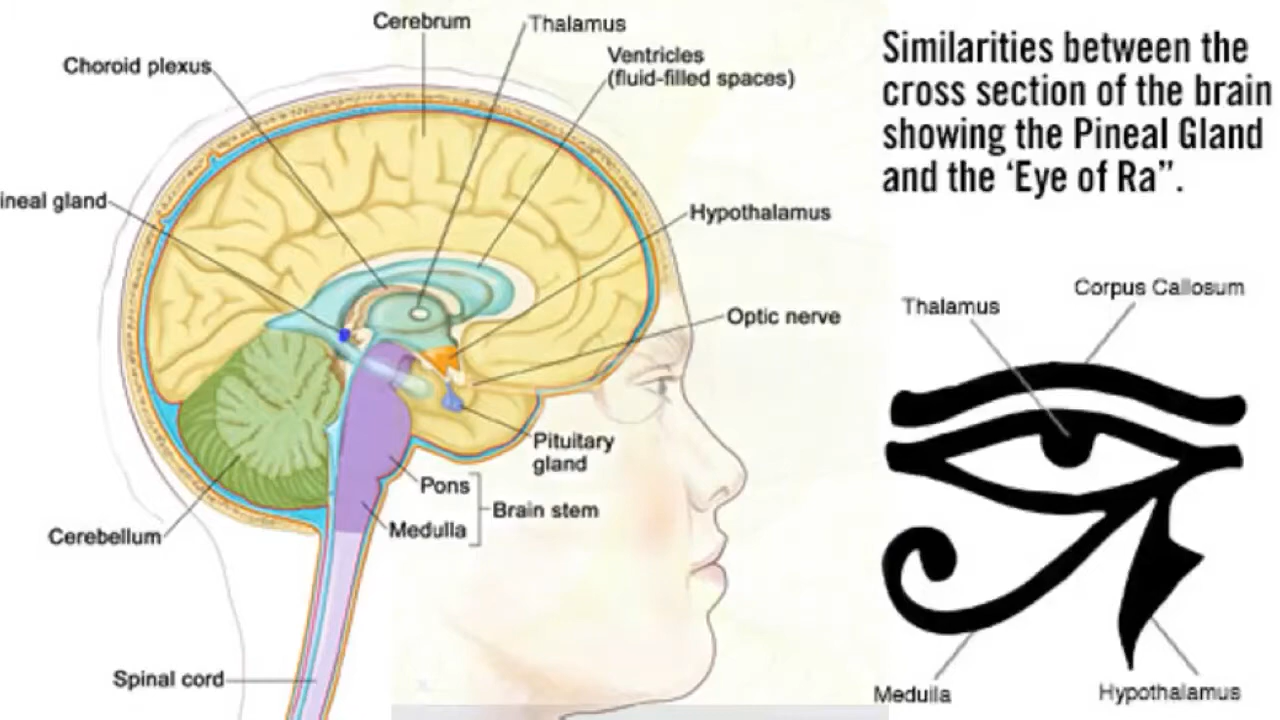 Cerebrum
Thalamus
Choroid plexus
Ventricles
(fluid-filled spaces)
ineal gland
Hypothalamus
Optic nerve
Pituitary
gland
Pons
Brain stem
Medulla
Cerebellum
Spinal cord
Similarities between the
cross section of the brain
showing the Pineal Gland
and the ‘Eye of Ra”.
Corpus Callosum
Thalamus
Medulla
Hypothalamus